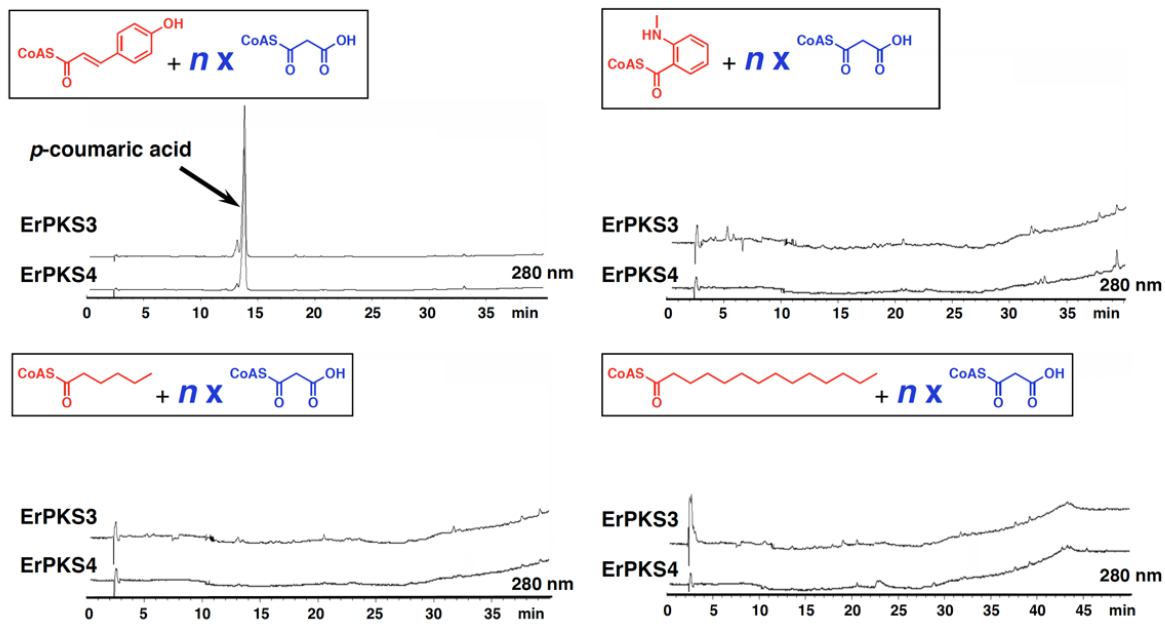 OH
CoAS
O
+ n x
CoAS
OH
O O
p-coumaric acid
ErPKS3
ErPKS4
280 nm
0 5 10 15 20 25 30 35 min
HN
CoAS
O
+ n x
CoAS
OH
O O
ErPKS3
ErPKS4
280 nm
0 5 10 15 20 25 30 35 min
CoAS
O
+ n x
CoAS
OH
O O
ErPKS3
ErPKS4
280 nm
0 5 10 15 20 25 30 35 min
CoAS
O
+ n x
CoAS
OH
O O
ErPKS3
ErPKS4
280 nm
0 5 10 15 20 25 30 35 40 45 min